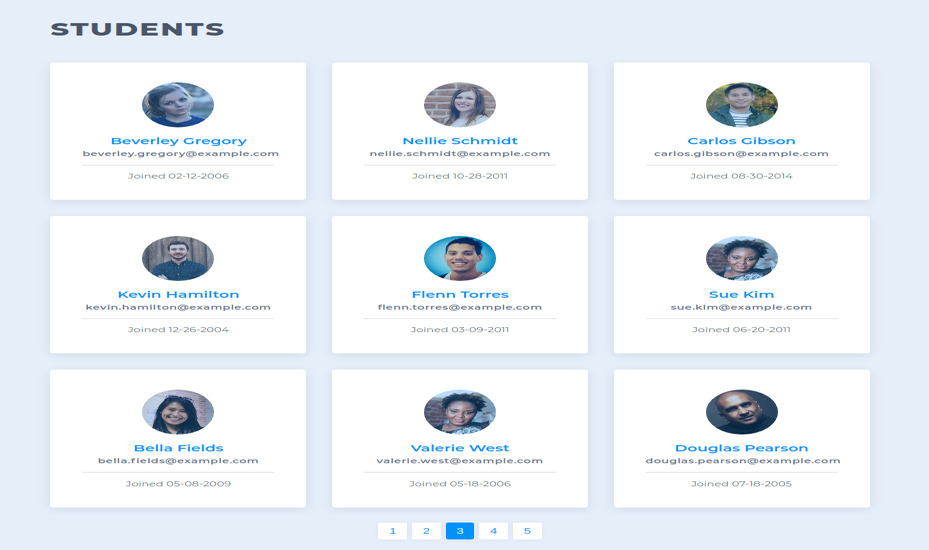 STUDENTS
Beverley Gregory
beverley.gregory@example.com
Joined 02-12-2006
Nellie Schmidt
nellie.schmidt@example.com
Joined 10-28-2011
Carlos Gibson
carlos.gibson@example.com
Joined 08-30-2014
Kevin Hamilton
kevin.hamilton@example.com
Joined 12-26-2004
Flenn Torres
flenn.torres@example.com
Joined 03-09-2011
Sue Kim
sue.kim@example.com
Joined 06-20-2011
Bella Fields
bella.fields@example.com
Joined 05-08-2009
Valerie West
valerie.west@example.com
Joined 05-18-2006
Douglas Pearson
douglas.pearson@example.com
Joined 07-18-2005
1 2 3 4 5